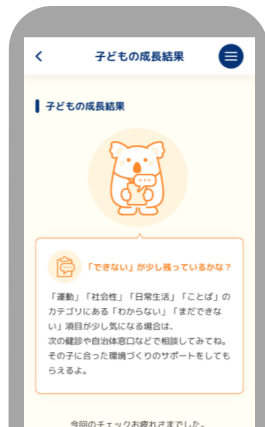 子どもの成長結果
子どもの成長結果
「できない」が少し残っているかな？
「運動」「社会性」「日常生活」「ことば」の
カテゴリにある「わからない」「まだできな
い」項目が少し気になる場合は、
次の健診や自治体窓口などで相談してみてね。
その子に合った環境づくりのサポートをしても
らえるよ。
今回のチェックお疲れさまでした。